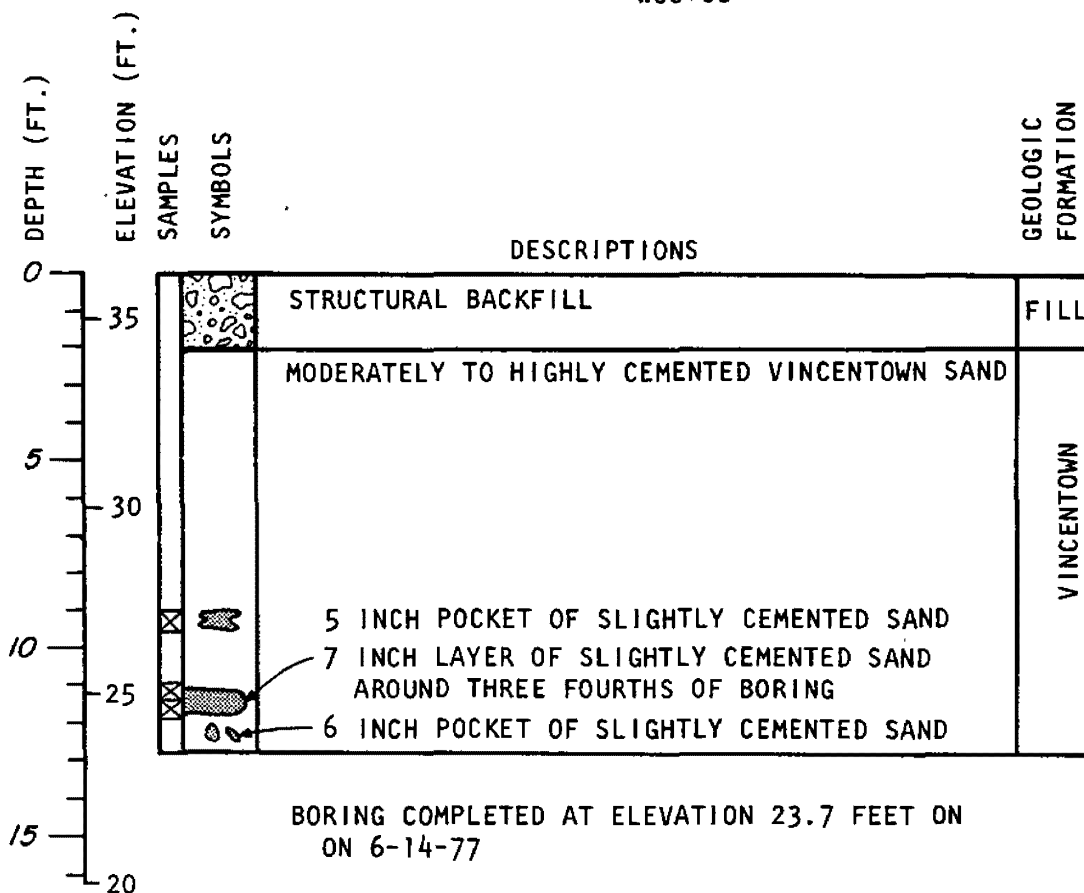 DEPTH (FT.)
ELEVATION (FT.)
SAMPLES
SYMBOLS
DESCRIPTIONS
GEOLOGIC
FORMATION
0
35
STRUCTURAL BACKFILL
FILL
MODERATELY TO HIGHLY CEMENTED VINCENTOWN SAND
5
30
VINCENTOWN
5 INCH POCKET OF SLIGHTLY CEMENTED SAND
10
7 INCH LAYER OF SLIGHTLY CEMENTED SAND
25
AROUND THREE FOURTHS OF BORING
6 INCH POCKET OF SLIGHTLY CEMENTED SAND
BORING COMPLETED AT ELEVATION 23.7 FEET ON
15
ON 6-14-77
20